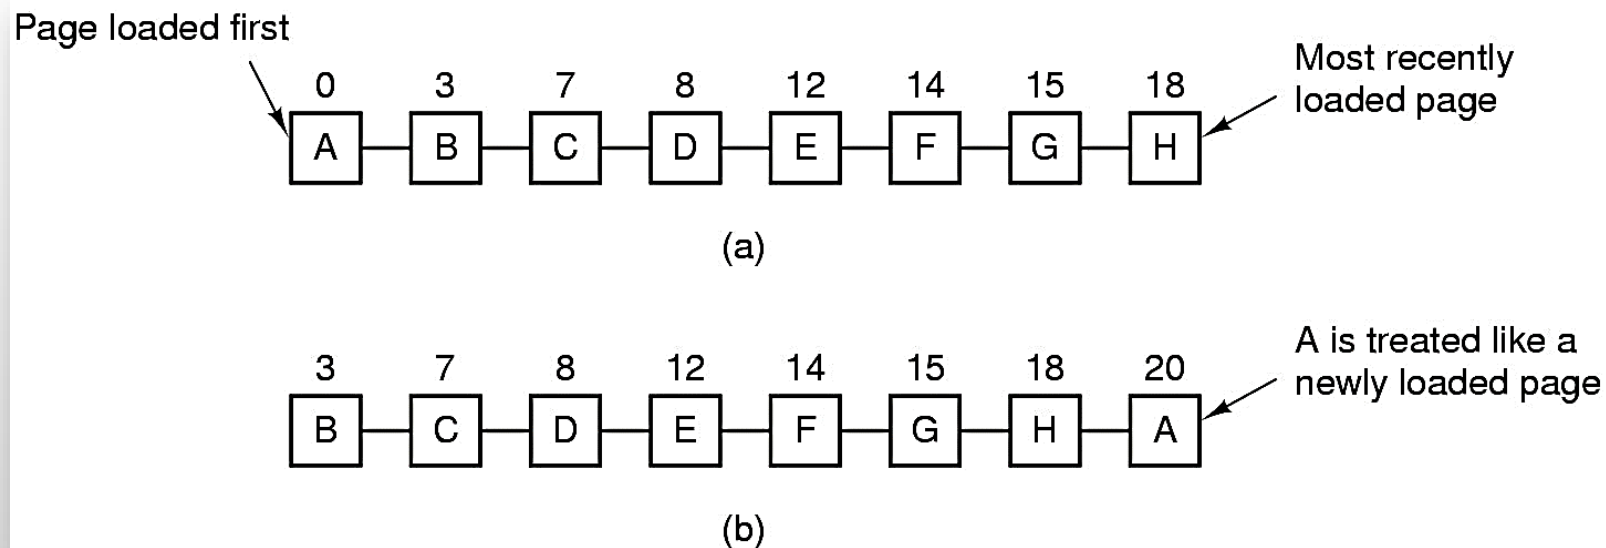 Page loaded first
0 3 7 8 12 14 15 18
Most recently
loaded page
A B C D E F G H
(a)
3 7 8 12 14 15 18 20
A is treated like a
newly loaded page
B C D E F G H A
(b)